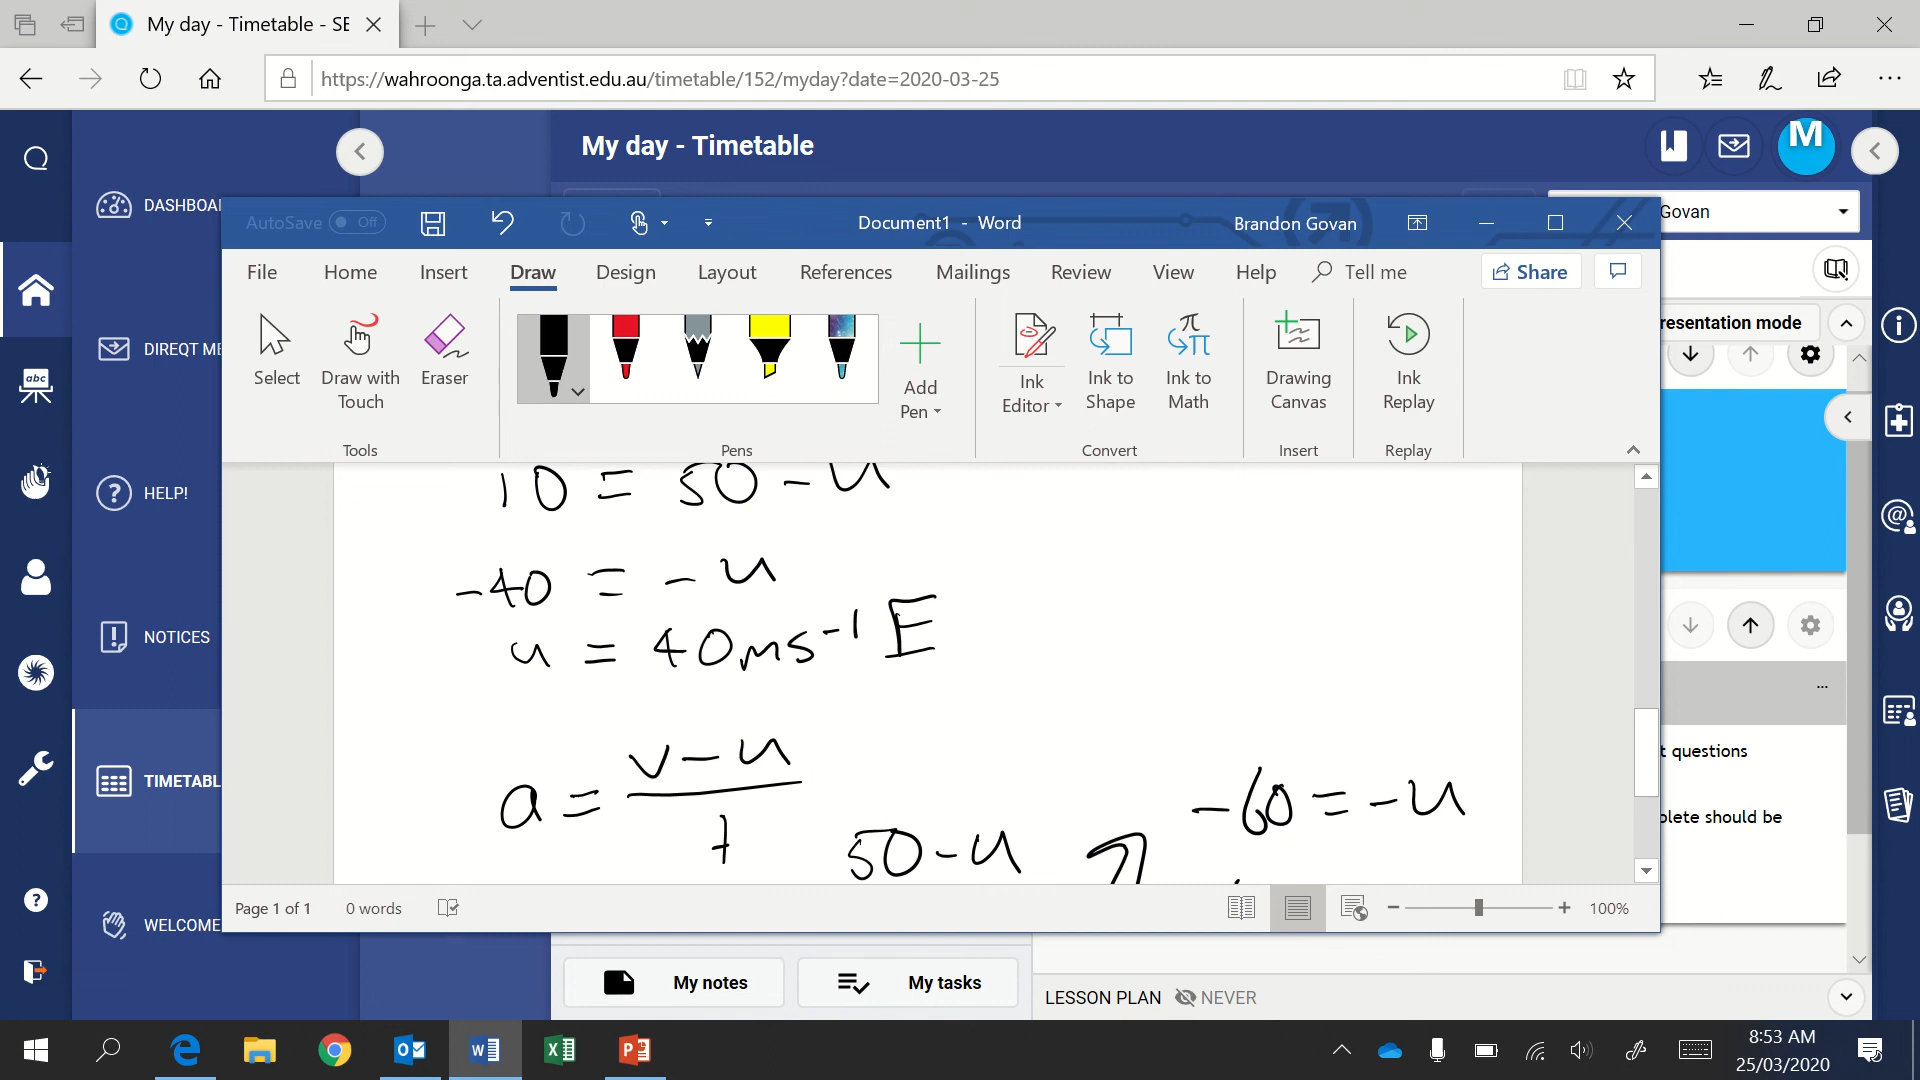 My day - Timetable - SE
https://wahroonga.ta.adventist.edu.au/timetable/152/myday?date=2020-03-25
My day - Timetable
M
DASHBOA
abc
DIREQT ME
HELP!
NOTICES
TIMETABL
WELCOME
AutoSave Off
Document1 - Word
Brandon Govan
Govan
File Home Insert Draw Design Layout References Mailings Review View Help Tell me Share
resentation mode
Select
Draw with Touch
Eraser
Add Pen
Ink Editor
Ink to Shape
Ink to Math
Drawing Canvas
Ink Replay
Tools Pens Convert Insert Replay
10 = 50 - u
-40 = - u
u = 40ms⁻¹ E
a = v - u
t
-60 = - u
50 - u
t questions
plete should be
Page 1 of 1 0 words 100%
My notes My tasks
LESSON PLAN NEVER
8:53 AM
25/03/2020